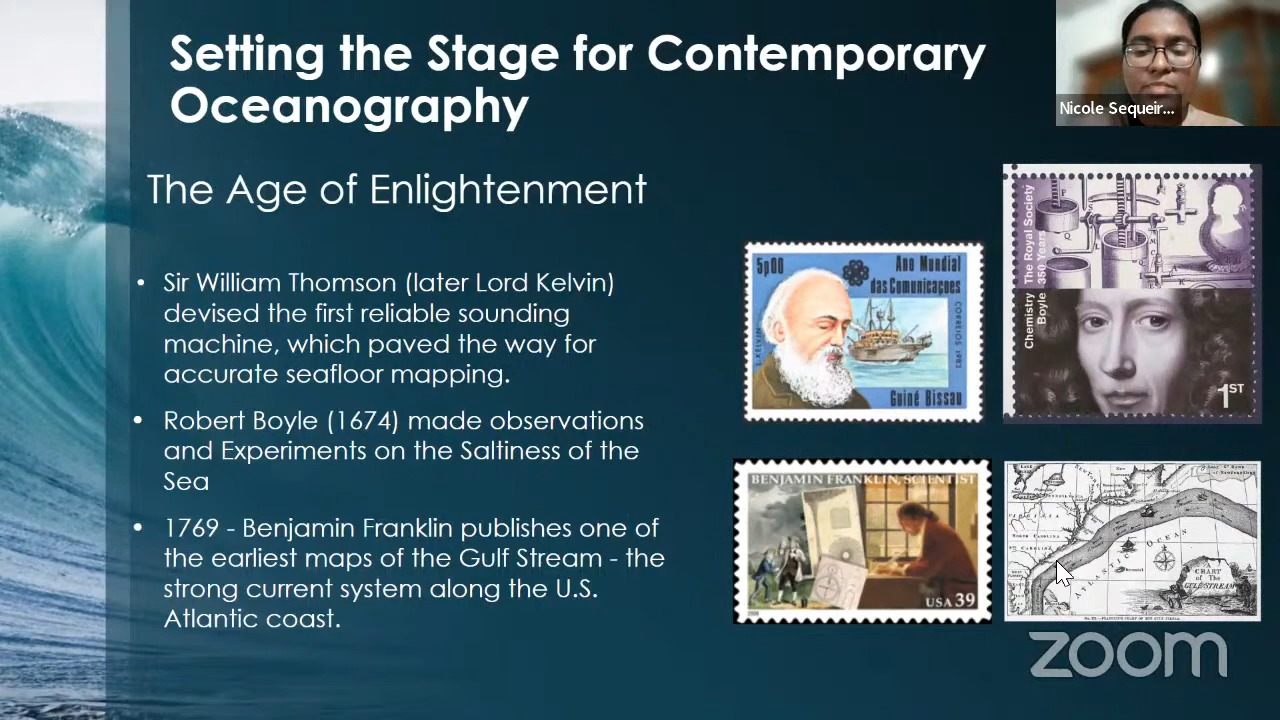 Setting the Stage for Contemporary
Oceanography
Nicole Sequeir...
The Age of Enlightenment
• Sir William Thomson (later Lord Kelvin)
devised the first reliable sounding
machine, which paved the way for
accurate seafloor mapping.
• Robert Boyle (1674) made observations
and Experiments on the Saltiness of the
Sea
• 1769 - Benjamin Franklin publishes one of
the earliest maps of the Gulf Stream - the
strong current system along the U.S.
Atlantic coast.
5p00
Ano Mundial
das Comunicaçoes
L. KELVIN
CORREIOS 1983
Guiné Bissau
The Royal Society
350 Years
Chemistry
Boyle
1ST
BENJAMIN FRANKLIN, SCIENTIST
USA 39
NORTH CAROLINA
S. CAROLINA
ATLANTIC OCEAN
A CHART
of The
GULF STREAM
zoom